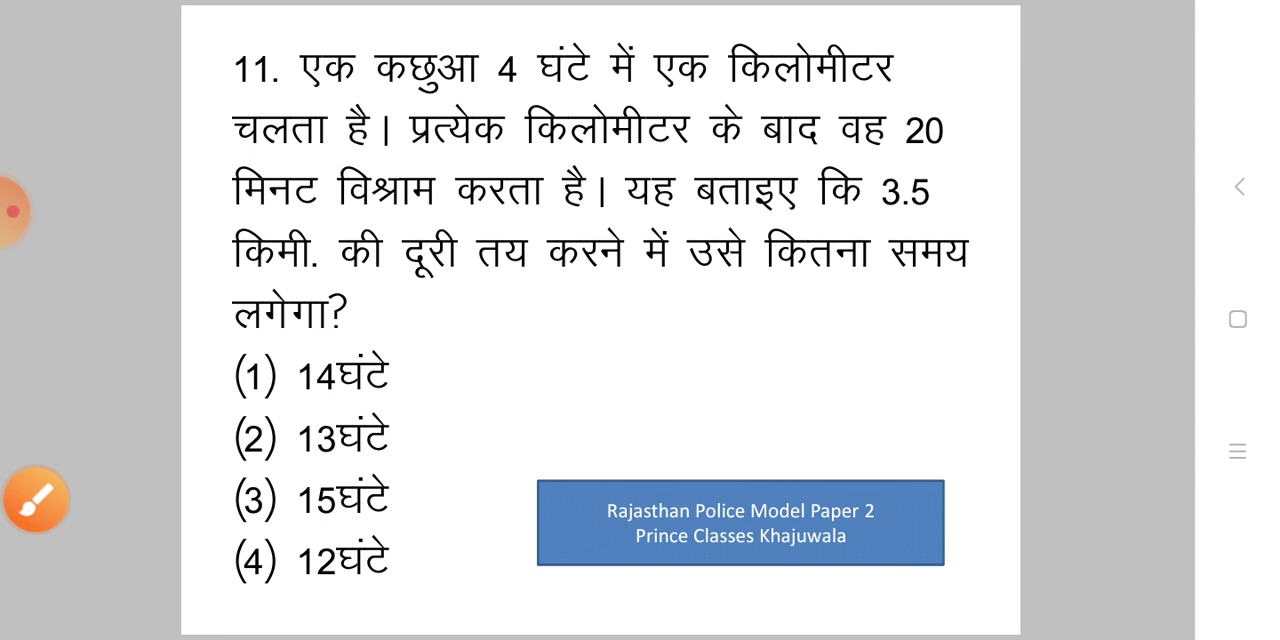 11. एक कछुआ 4 घंटे में एक किलोमीटर
चलता है। प्रत्येक किलोमीटर के बाद वह 20
मिनट विश्राम करता है। यह बताइए कि 3.5
किमी. की दूरी तय करने में उसे कितना समय
लगेगा?
(1) 14घंटे
(2) 13घंटे
(3) 15घंटे
(4) 12घंटे
Rajasthan Police Model Paper 2
Prince Classes Khajuwala